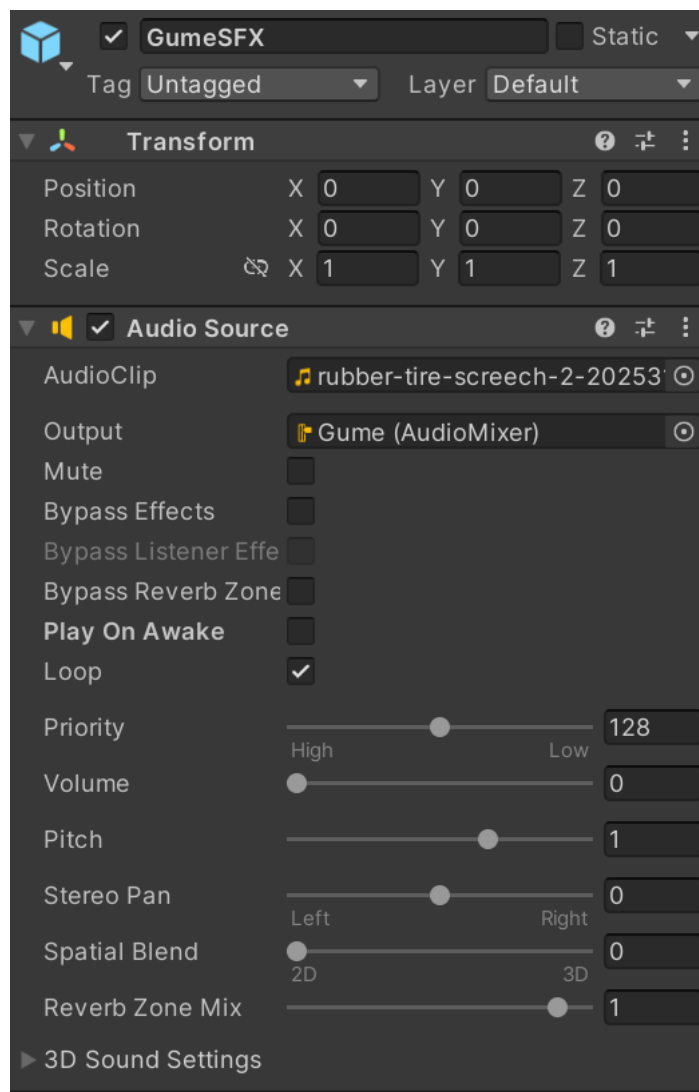 GumeSFX Static
Tag Untagged Layer Default
Transform
Position X 0 Y 0 Z 0
Rotation X 0 Y 0 Z 0
Scale X 1 Y 1 Z 1
Audio Source
AudioClip rubber-tire-screech-2-20253
Output Gume (AudioMixer)
Mute
Bypass Effects
Bypass Listener Effe
Bypass Reverb Zone
Play On Awake
Loop
Priority 128
High Low
Volume 0
Pitch 1
Stereo Pan 0
Left Right
Spatial Blend 0
2D 3D
Reverb Zone Mix 1
3D Sound Settings